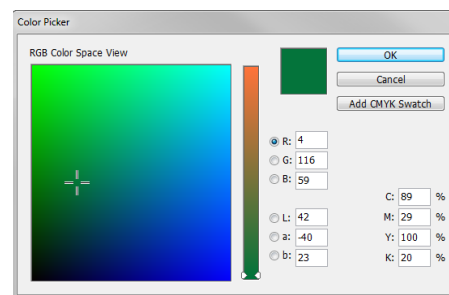 Color Picker
RGB Color Space View
OK
Cancel
Add CMYK Swatch
R: 4
G: 116
B: 59
C: 89 %
L: 42 M: 29 %
a: -40 Y: 100 %
b: 23 K: 20 %